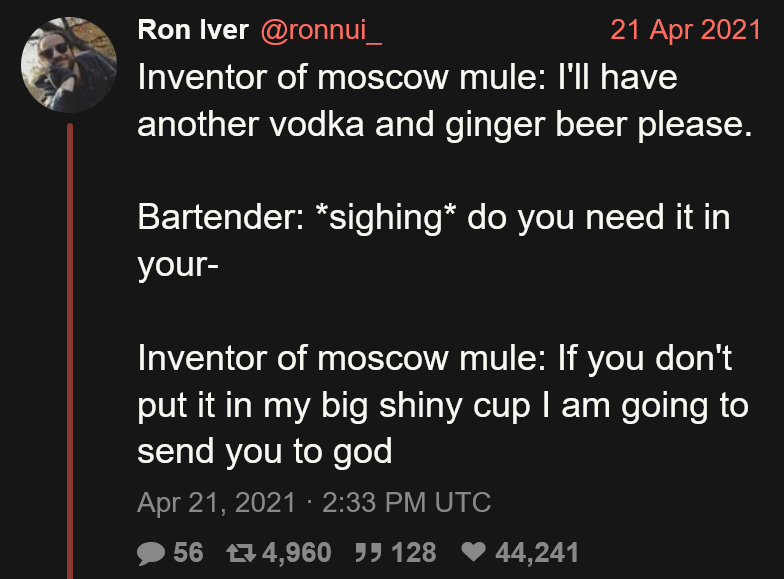 Ron Iver @ronnui_ 21 Apr 2021
Inventor of moscow mule: I'll have
another vodka and ginger beer please.
Bartender: *sighing* do you need it in
your-
Inventor of moscow mule: If you don't
put it in my big shiny cup I am going to
send you to god
Apr 21, 2021 · 2:33 PM UTC
56 4,960 128 44,241